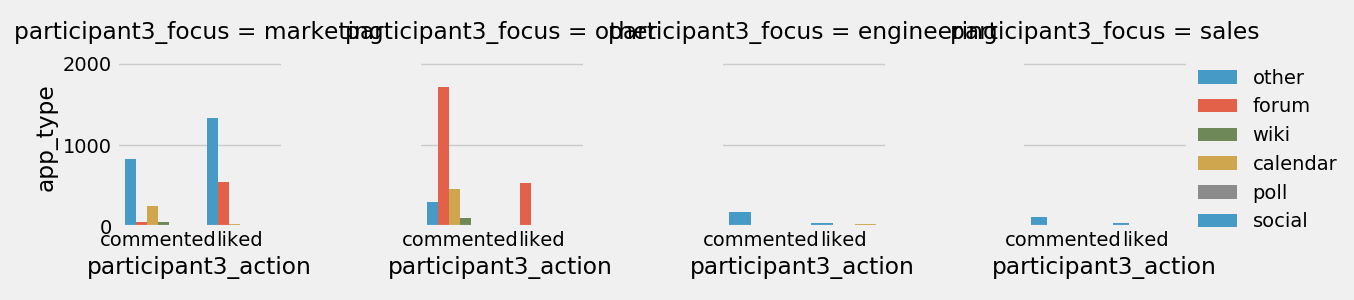 participant3_focus = marketing
participant3_focus = other
participant3_focus = engineering
participant3_focus = sales
app_type
2000
1000
0
commented liked
commented liked
commented liked
commented liked
participant3_action
participant3_action
participant3_action
participant3_action
other
forum
wiki
calendar
poll
social